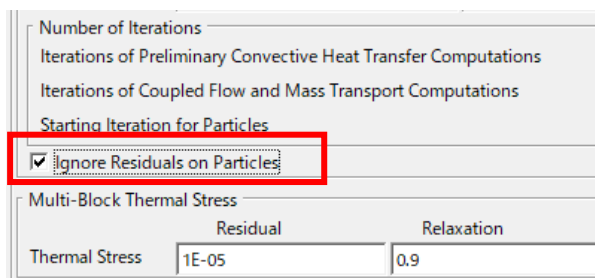 Number of Iterations
Iterations of Preliminary Convective Heat Transfer Computations
Iterations of Coupled Flow and Mass Transport Computations
Starting Iteration for Particles
Ignore Residuals on Particles
Multi-Block Thermal Stress
Residual Relaxation
Thermal Stress 1E-05 0.9